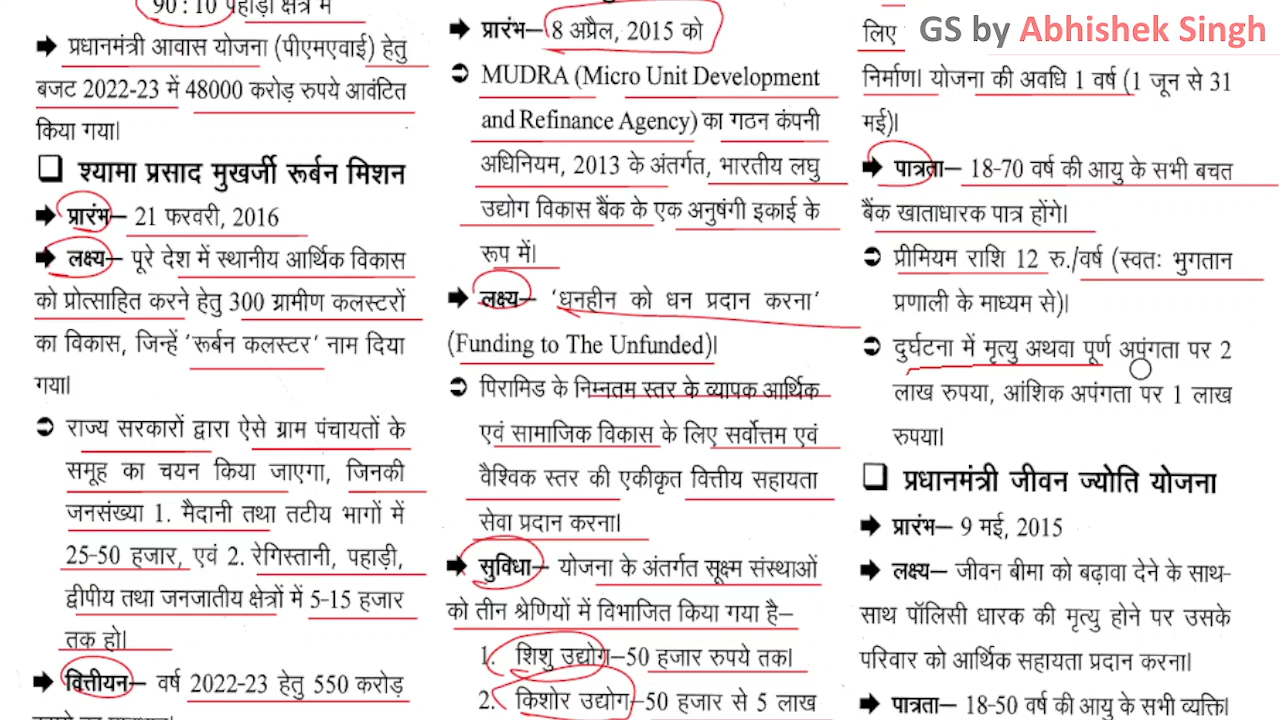 90 : 10 पहाड़ी क्षेत्र में
प्रधानमंत्री आवास योजना (पीएमएवाई) हेतु
बजट 2022-23 में 48000 करोड़ रुपये आवंटित
किया गया।
श्यामा प्रसाद मुखर्जी रूर्बन मिशन
प्रारंभ– 21 फरवरी, 2016
लक्ष्य– पूरे देश में स्थानीय आर्थिक विकास
को प्रोत्साहित करने हेतु 300 ग्रामीण कलस्टरों
का विकास, जिन्हें ‘रूर्बन कलस्टर’ नाम दिया
गया।
राज्य सरकारों द्वारा ऐसे ग्राम पंचायतों के
समूह का चयन किया जाएगा, जिनकी
जनसंख्या 1. मैदानी तथा तटीय भागों में
25-50 हजार, एवं 2. रेगिस्तानी, पहाड़ी,
द्वीपीय तथा जनजातीय क्षेत्रों में 5-15 हजार
तक हो।
वित्तीयन– वर्ष 2022-23 हेतु 550 करोड़
प्रारंभ– 8 अप्रैल, 2015 को
MUDRA (Micro Unit Development
and Refinance Agency) का गठन कंपनी
अधिनियम, 2013 के अंतर्गत, भारतीय लघु
उद्योग विकास बैंक के एक अनुषंगी इकाई के
रूप में।
लक्ष्य– ‘धनहीन को धन प्रदान करना’
(Funding to The Unfunded)।
पिरामिड के निम्नतम स्तर के व्यापक आर्थिक
एवं सामाजिक विकास के लिए सर्वोत्तम एवं
वैश्विक स्तर की एकीकृत वित्तीय सहायता
सेवा प्रदान करना।
सुविधा– योजना के अंतर्गत सूक्ष्म संस्थाओं
को तीन श्रेणियों में विभाजित किया गया है–
1. शिशु उद्योग–50 हजार रुपये तक।
2. किशोर उद्योग–50 हजार से 5 लाख
GS by Abhishek Singh
लिए
निर्माण। योजना की अवधि 1 वर्ष (1 जून से 31
मई)।
पात्रता– 18-70 वर्ष की आयु के सभी बचत
बैंक खाताधारक पात्र होंगे।
प्रीमियम राशि 12 रु./वर्ष (स्वतः भुगतान
प्रणाली के माध्यम से)।
दुर्घटना में मृत्यु अथवा पूर्ण अपंगता पर 2
लाख रुपया, आंशिक अपंगता पर 1 लाख
रुपया।
प्रधानमंत्री जीवन ज्योति योजना
प्रारंभ– 9 मई, 2015
लक्ष्य– जीवन बीमा को बढ़ावा देने के साथ-
साथ पॉलिसी धारक की मृत्यु होने पर उसके
परिवार को आर्थिक सहायता प्रदान करना।
पात्रता– 18-50 वर्ष की आयु के सभी व्यक्ति।